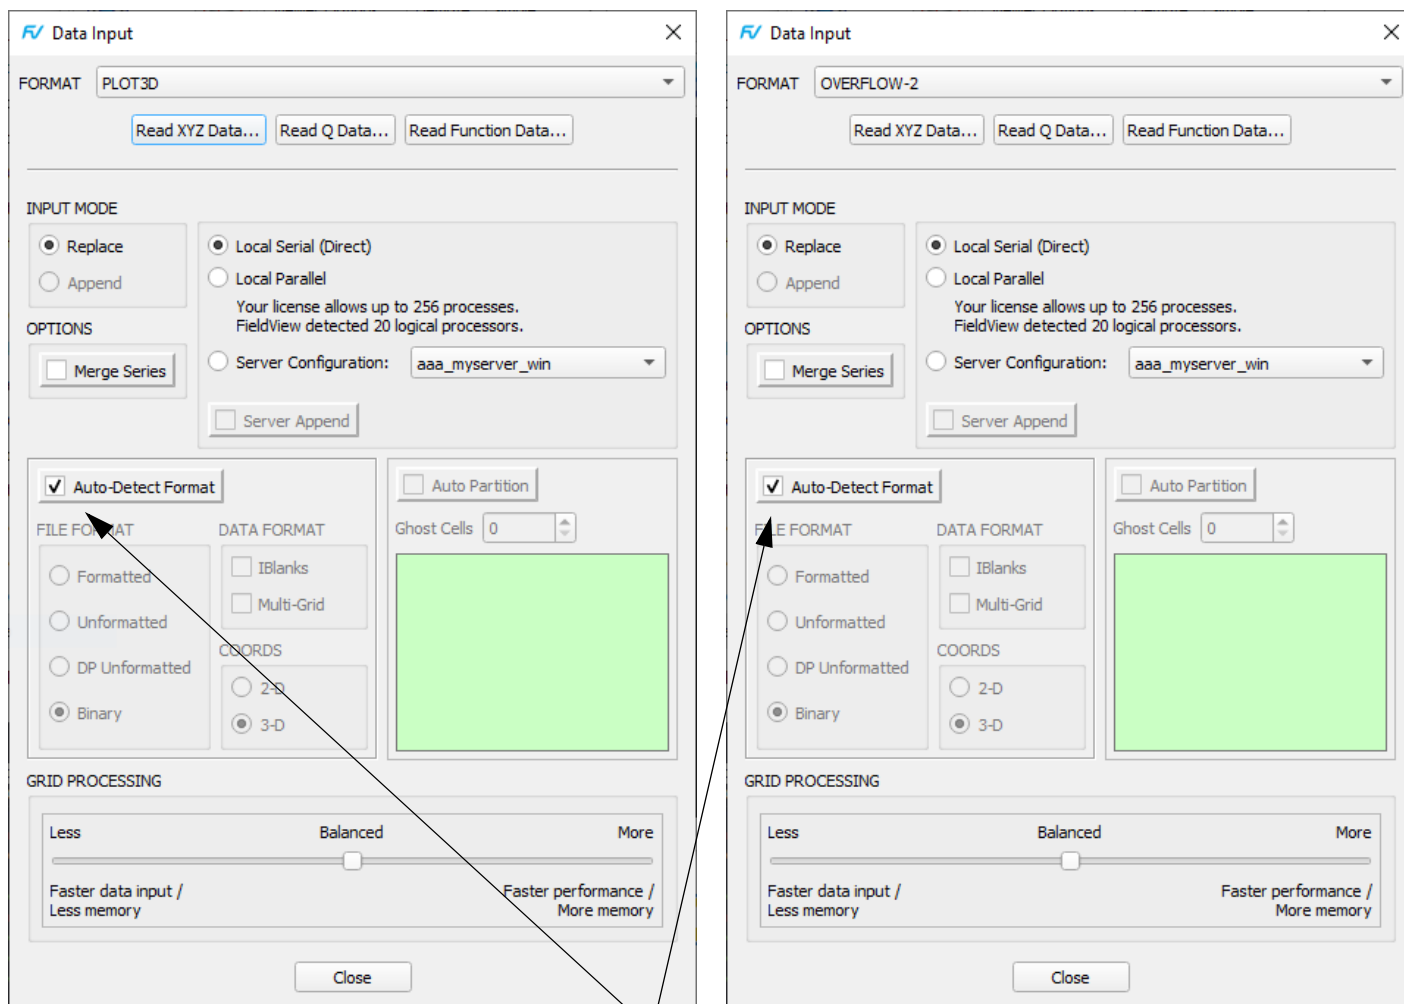 Data Input
FORMAT PLOT3D
Read XYZ Data... Read Q Data... Read Function Data...
INPUT MODE
Replace
Append
Local Serial (Direct)
Local Parallel
Your license allows up to 256 processes.
FieldView detected 20 logical processors.
OPTIONS
Merge Series
Server Configuration: aaa_myserver_win
Server Append
Auto-Detect Format
FILE FORMAT
Formatted
Unformatted
DP Unformatted
Binary
DATA FORMAT
IBlanks
Multi-Grid
COORDS
2-D
3-D
Auto Partition
Ghost Cells 0
GRID PROCESSING
Less Balanced More
Faster data input /
Less memory
Faster performance /
More memory
Close
Data Input
FORMAT OVERFLOW-2
Read XYZ Data... Read Q Data... Read Function Data...
INPUT MODE
Replace
Append
Local Serial (Direct)
Local Parallel
Your license allows up to 256 processes.
FieldView detected 20 logical processors.
OPTIONS
Merge Series
Server Configuration: aaa_myserver_win
Server Append
Auto-Detect Format
FILE FORMAT
Formatted
Unformatted
DP Unformatted
Binary
DATA FORMAT
IBlanks
Multi-Grid
COORDS
2-D
3-D
Auto Partition
Ghost Cells 0
GRID PROCESSING
Less Balanced More
Faster data input /
Less memory
Faster performance /
More memory
Close